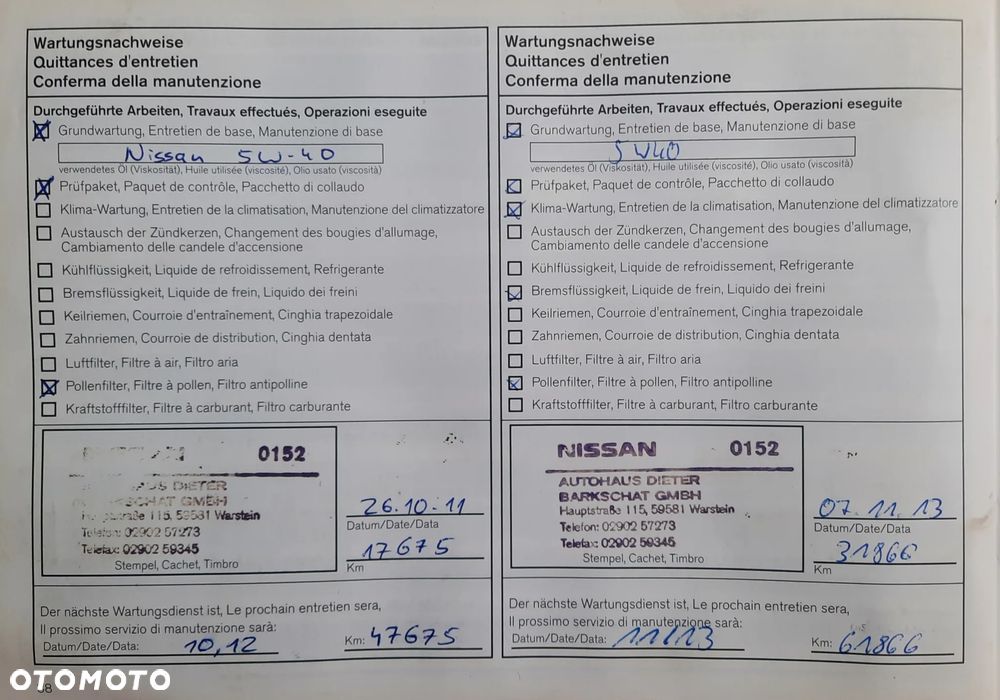 Wartungsnachweise
Quittances d'entretien
Conferma della manutenzione
Durchgeführte Arbeiten, Travaux effectués, Operazioni eseguite
Grundwartung, Entretien de base, Manutenzione di base
Nissan 5W-40
verwendetes Öl (Viskosität), Huile utilisée (viscosité), Olio usato (viscosità)
Prüfpaket, Paquet de contrôle, Pacchetto di collaudo
Klima-Wartung, Entretien de la climatisation, Manutenzione del climatizzatore
Austausch der Zündkerzen, Changement des bougies d'allumage,
Cambiamento delle candele d'accensione
Kühlflüssigkeit, Liquide de refroidissement, Refrigerante
Bremsflüssigkeit, Liquide de frein, Liquido dei freini
Keilriemen, Courroie d'entraînement, Cinghia trapezoidale
Zahnriemen, Courroie de distribution, Cinghia dentata
Luftfilter, Filtre à air, Filtro aria
Pollenfilter, Filtre à pollen, Filtro antipolline
Kraftstofffilter, Filtre à carburant, Filtro carburante
0152
DIETER
GMBH
115, 59581 Warstein
Telefon: 02902 57273
Telefax: 02902 59345
Stempel, Cachet, Timbro
26.10.11
Datum/Date/Data
17675
Km
Der nächste Wartungsdienst ist, Le prochain entretien sera,
Il prossimo servizio di manutenzione sarà:
Datum/Date/Data: 10,12 Km: 47675
Wartungsnachweise
Quittances d'entretien
Conferma della manutenzione
Durchgeführte Arbeiten, Travaux effectués, Operazioni eseguite
Grundwartung, Entretien de base, Manutenzione di base
5W40
verwendetes Öl (Viskosität), Huile utilisée (viscosité), Olio usato (viscosità)
Prüfpaket, Paquet de contrôle, Pacchetto di collaudo
Klima-Wartung, Entretien de la climatisation, Manutenzione del climatizzatore
Austausch der Zündkerzen, Changement des bougies d'allumage,
Cambiamento delle candele d'accensione
Kühlflüssigkeit, Liquide de refroidissement, Refrigerante
Bremsflüssigkeit, Liquide de frein, Liquido dei freini
Keilriemen, Courroie d'entraînement, Cinghia trapezoidale
Zahnriemen, Courroie de distribution, Cinghia dentata
Luftfilter, Filtre à air, Filtro aria
Pollenfilter, Filtre à pollen, Filtro antipolline
Kraftstofffilter, Filtre à carburant, Filtro carburante
NISSAN 0152
AUTOHAUS DIETER
BARKSCHAT GMBH
Hauptstraße 115, 59581 Warstein
Telefon: 02902 57273
Telefax: 02902 59345
Stempel, Cachet, Timbro
07.11.13
Datum/Date/Data
31866
Km
Der nächste Wartungsdienst ist, Le prochain entretien sera,
Il prossimo servizio di manutenzione sarà:
Datum/Date/Data: 11/13 Km: 61866
OTOMOTO